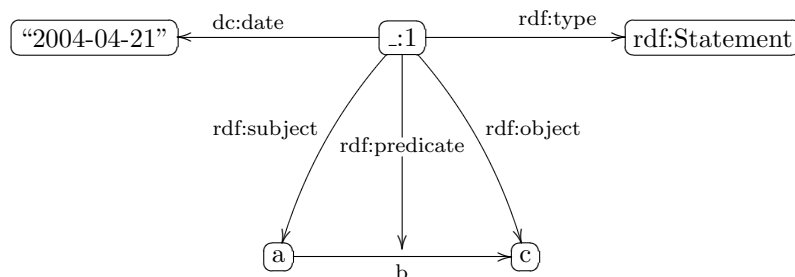 dc:date
rdf:type
“2004-04-21”
_:1
rdf:Statement
rdf:subject
rdf:predicate
rdf:object
a
c
b